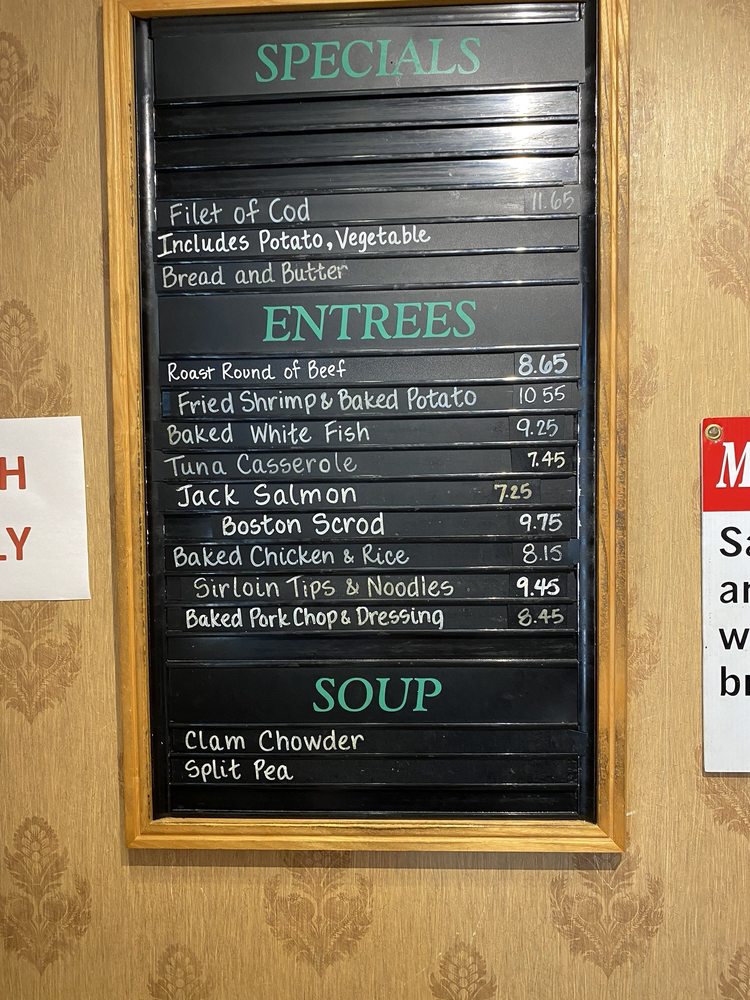 SPECIALS
Filet of Cod 11.65
Includes Potato, Vegetable
Bread and Butter
ENTREES
Roast Round of Beef 8.65
Fried Shrimp & Baked Potato 10 55
Baked White Fish 9.25
Tuna Casserole 7.45
Jack Salmon 7.25
Boston Scrod 9.75
Baked Chicken & Rice 8.15
Sirloin Tips & Noodles 9.45
Baked Pork Chop & Dressing 8.45
SOUP
Clam Chowder
Split Pea